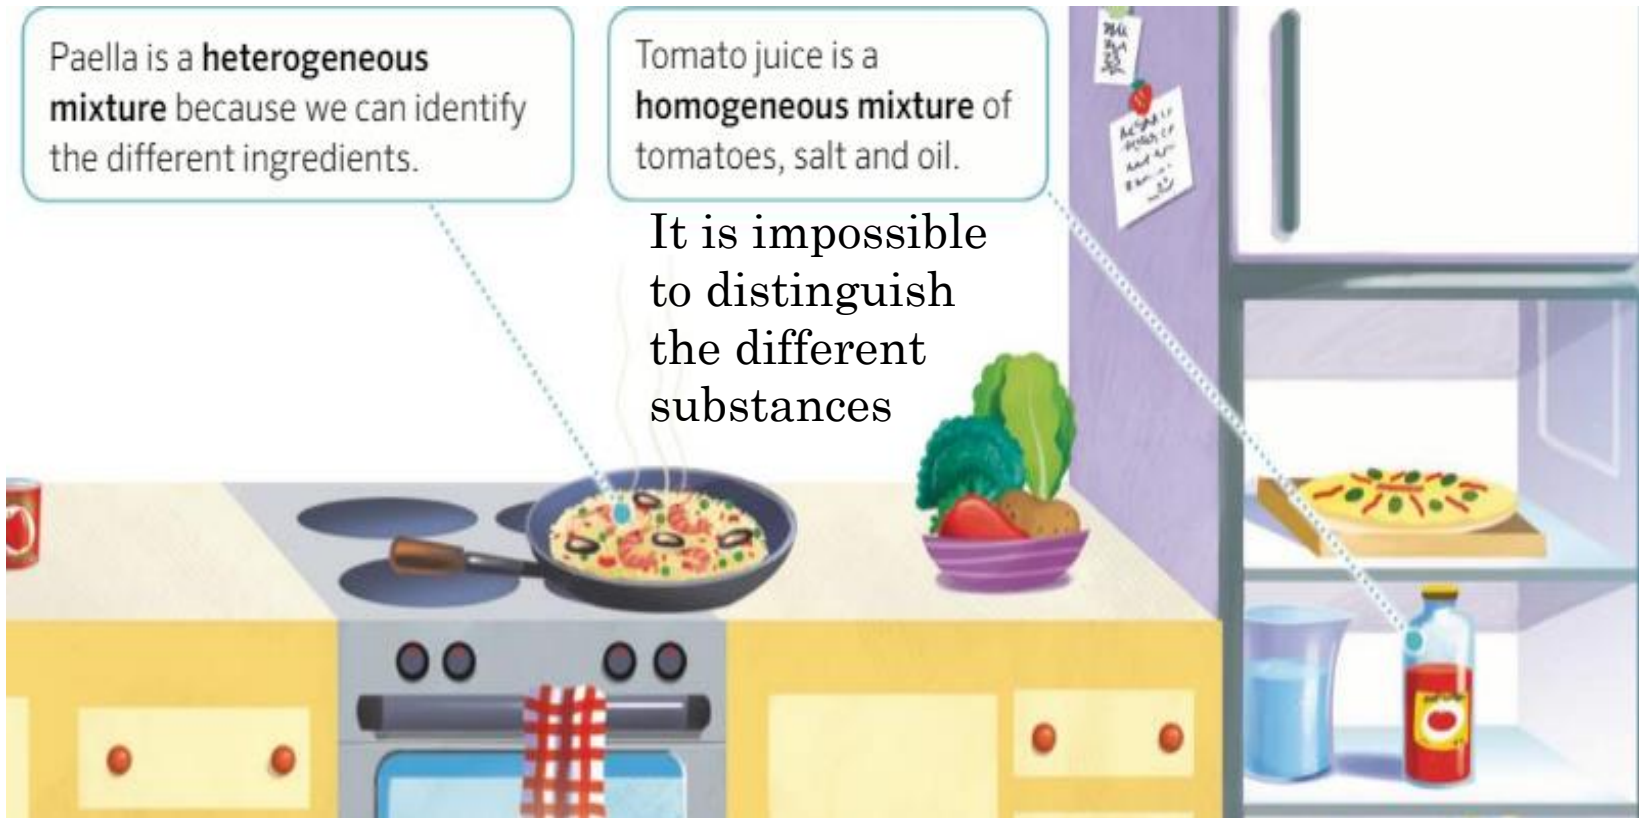 Paella is a heterogeneous
mixture because we can identify
the different ingredients.
Tomato juice is a
homogeneous mixture of
tomatoes, salt and oil.
It is impossible
to distinguish
the different
substances